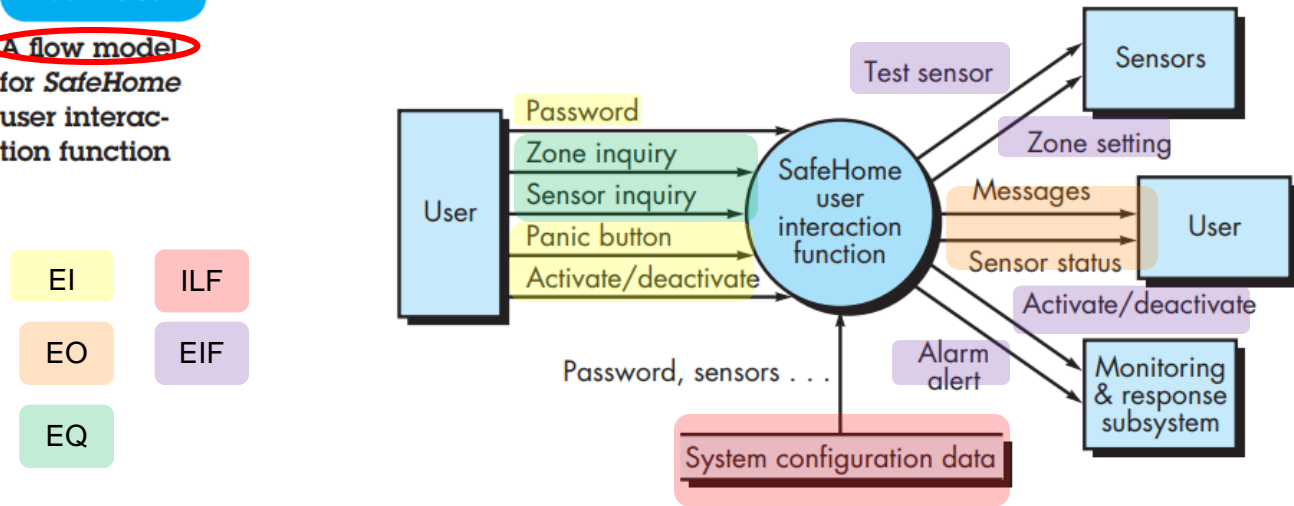 A flow model
for SafeHome
user interac-
tion function
EI
ILF
EO
EIF
EQ
User
Password
Zone inquiry
Sensor inquiry
Panic button
Activate/deactivate
SafeHome
user
interaction
function
Test sensor
Zone setting
Sensors
Messages
Sensor status
User
Activate/deactivate
Alarm
alert
Monitoring
& response
subsystem
Password, sensors . . .
System configuration data